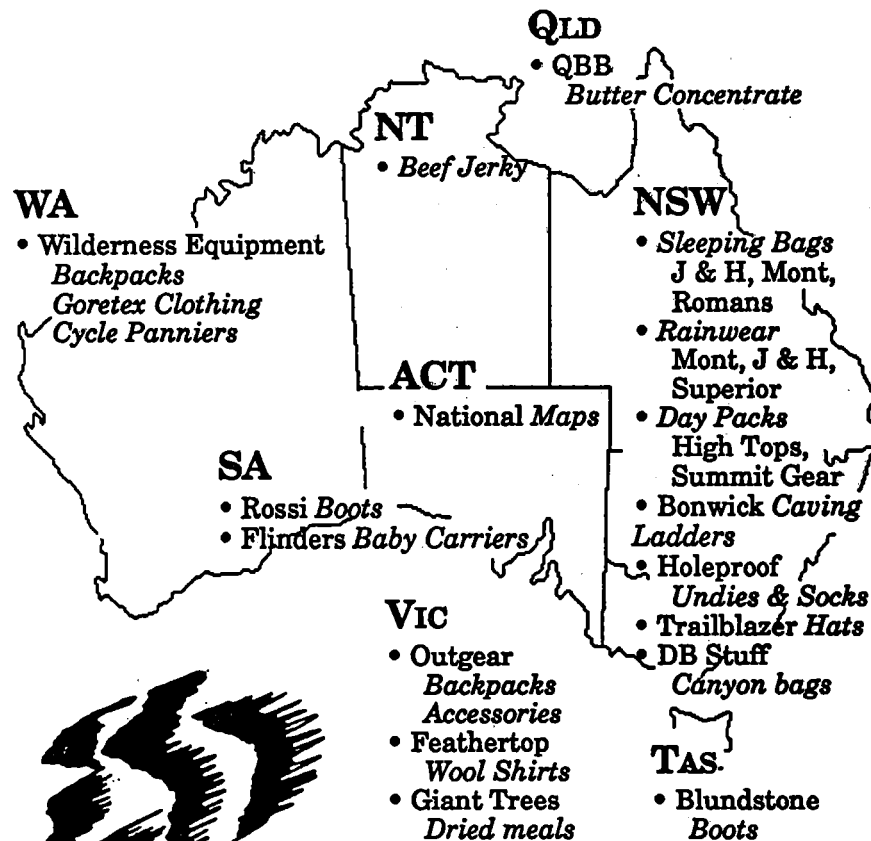 QLD
• QBB
Butter Concentrate
NT
• Beef Jerky
WA
• Wilderness Equipment
Backpacks
Goretex Clothing
Cycle Panniers
NSW
• Sleeping Bags
J & H, Mont,
Romans
• Rainwear
Mont, J & H,
Superior
• Day Packs
High Tops,
Summit Gear
• Bonwick Caving
Ladders
• Holeproof
Undies & Socks
• Trailblazer Hats
• DB Stuff
Canyon bags
ACT
• National Maps
SA
• Rossi Boots
• Flinders Baby Carriers
VIC
• Outgear
Backpacks
Accessories
• Feathertop
Wool Shirts
• Giant Trees
Dried meals
TAS.
• Blundstone
Boots